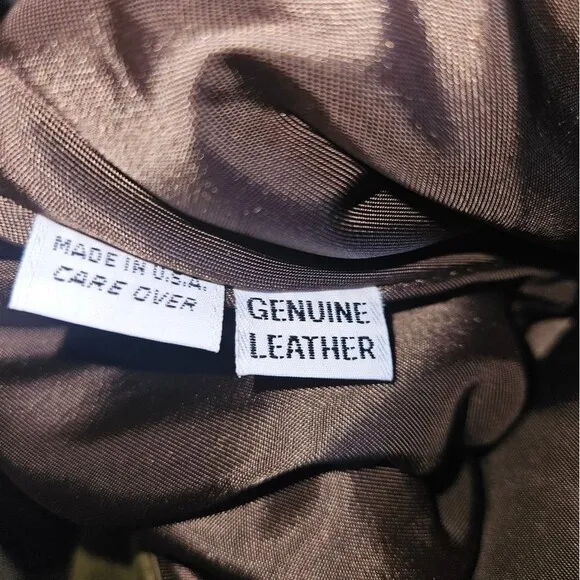 MADE IN U.S.A.
CARE OVER
GENUINE
LEATHER